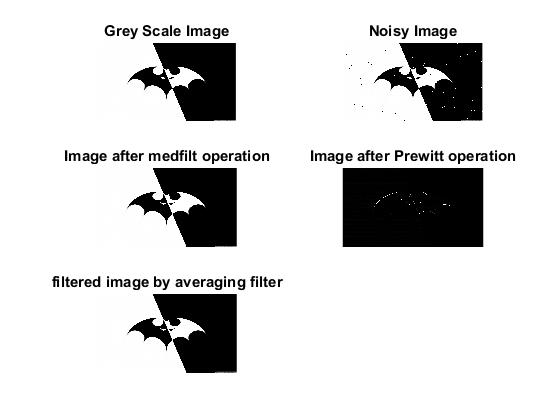 Grey Scale Image
Noisy Image
Image after medfilt operation
Image after Prewitt operation
filtered image by averaging filter